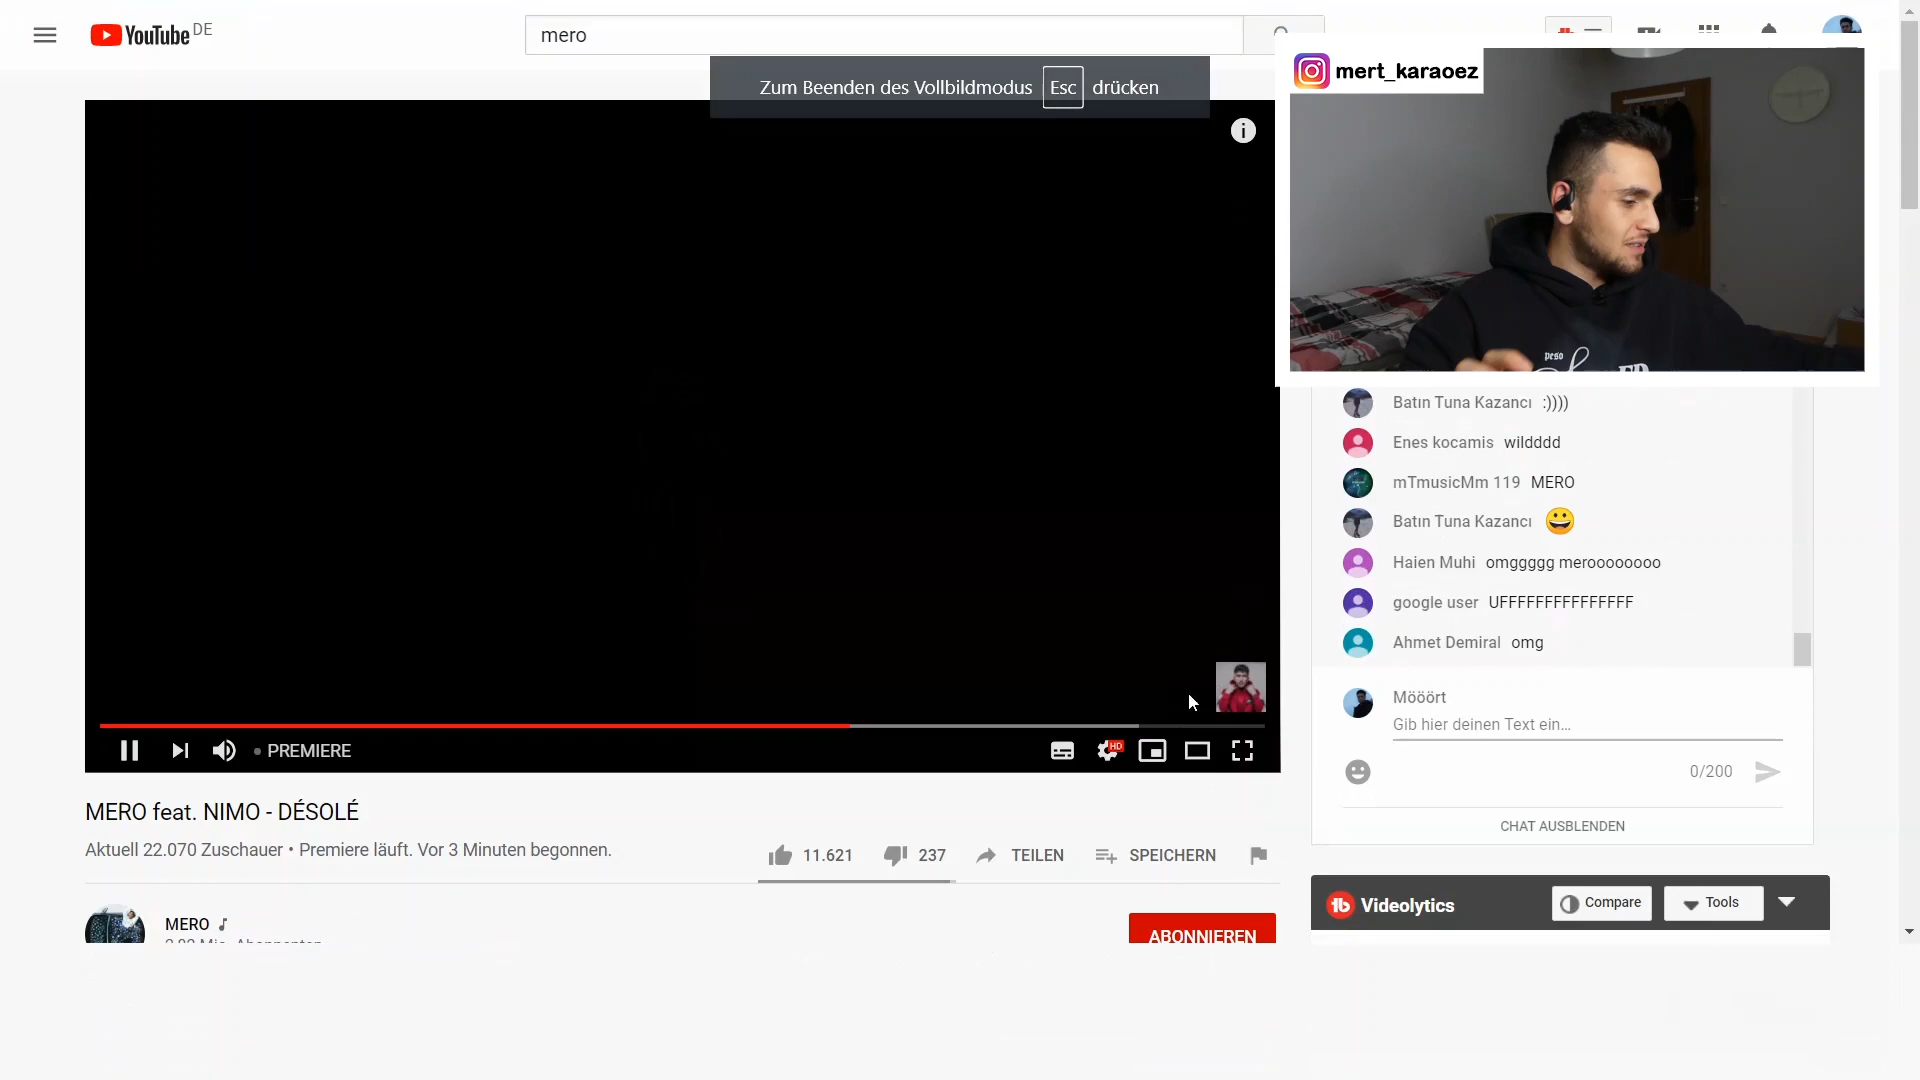 YouTube DE
mero
Zum Beenden des Vollbildmodus Esc drücken
mert_karaoez
peso
Batın Tuna Kazancı :))))
Enes kocamis wildddd
mTmusicMm 119 MERO
Batın Tuna Kazancı 😀
Haien Muhi omggggg meroooooooo
google user UFFFFFFFFFFFFFFF
Ahmet Demiral omg
Möóört
Gib hier deinen Text ein...
0/200
CHAT AUSBLENDEN
PREMIERE
HD
MERO feat. NIMO - DÉSOLÉ
Aktuell 22.070 Zuschauer • Premiere läuft. Vor 3 Minuten begonnen.
11.621 237 TEILEN SPEICHERN
MERO
ABONNIEREN
Videolytics Compare Tools